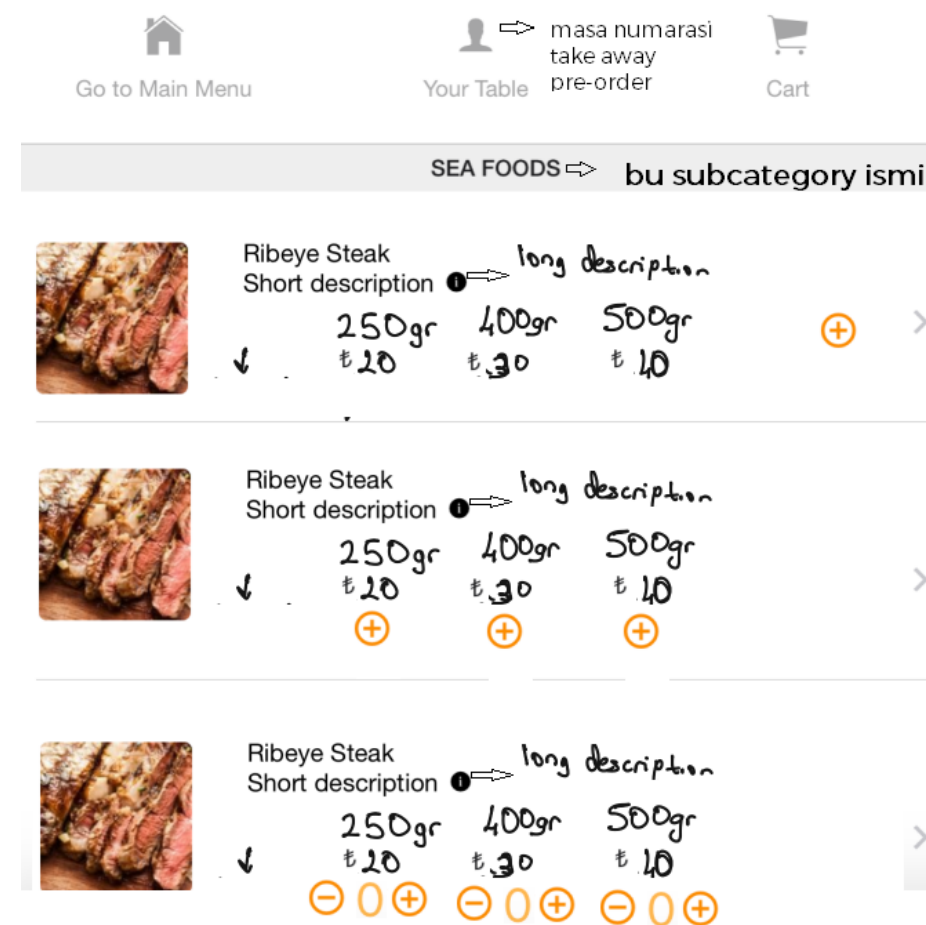 masa numarasi
take away
pre-order
Go to Main Menu
Your Table
Cart
SEA FOODS
bu subcategory ismi
Ribeye Steak
Short description
long description
250gr 400gr 500gr
₺20 ₺30 ₺40
Ribeye Steak
Short description
long description
250gr 400gr 500gr
₺20 ₺30 ₺40
Ribeye Steak
Short description
long description
250gr 400gr 500gr
₺20 ₺30 ₺40
0 0 0